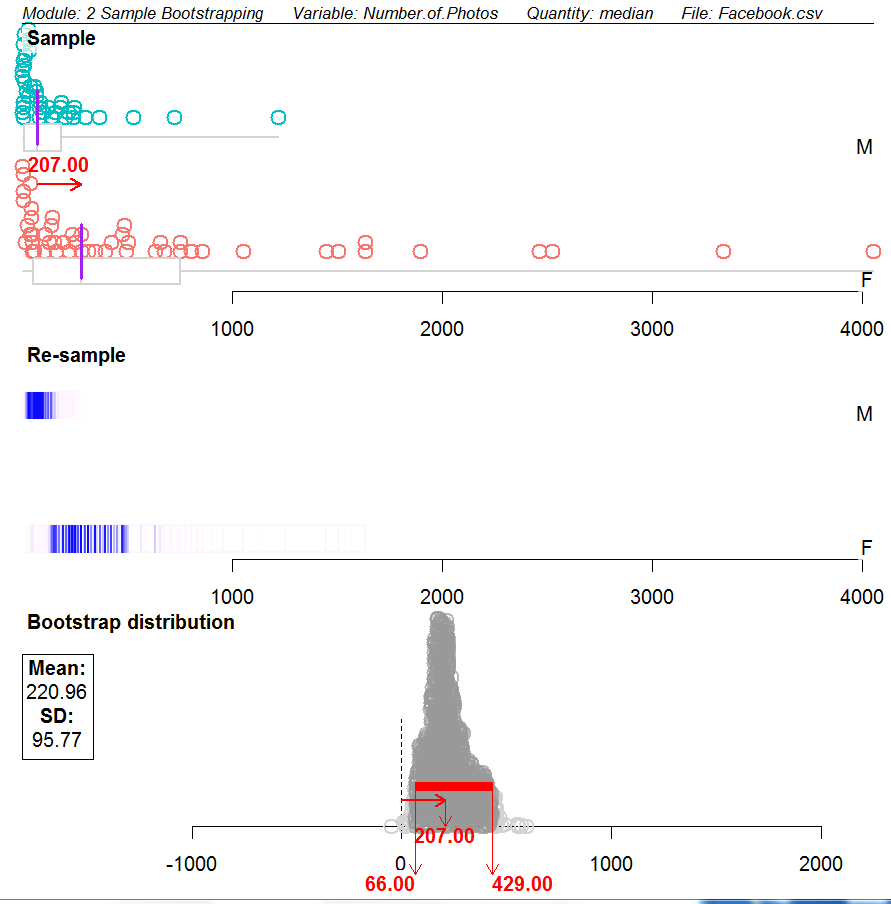 Module: 2 Sample Bootstrapping Variable: Number.of.Photos Quantity: median File: Facebook.csv
Sample
M
207.00
F
1000 2000 3000 4000
Re-sample
M
F
1000 2000 3000 4000
Bootstrap distribution
Mean:
220.96
SD:
95.77
207.00
-1000 0 1000 2000
66.00 429.00